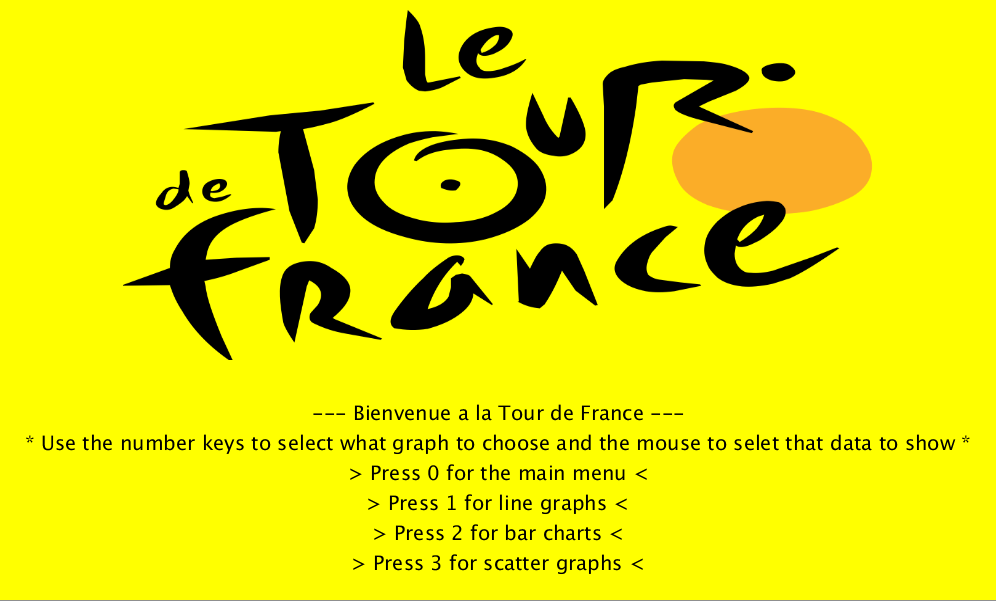 Le
Tour
de
france
--- Bienvenue a la Tour de France ---
* Use the number keys to select what graph to choose and the mouse to selet that data to show *
> Press 0 for the main menu <
> Press 1 for line graphs <
> Press 2 for bar charts <
> Press 3 for scatter graphs <